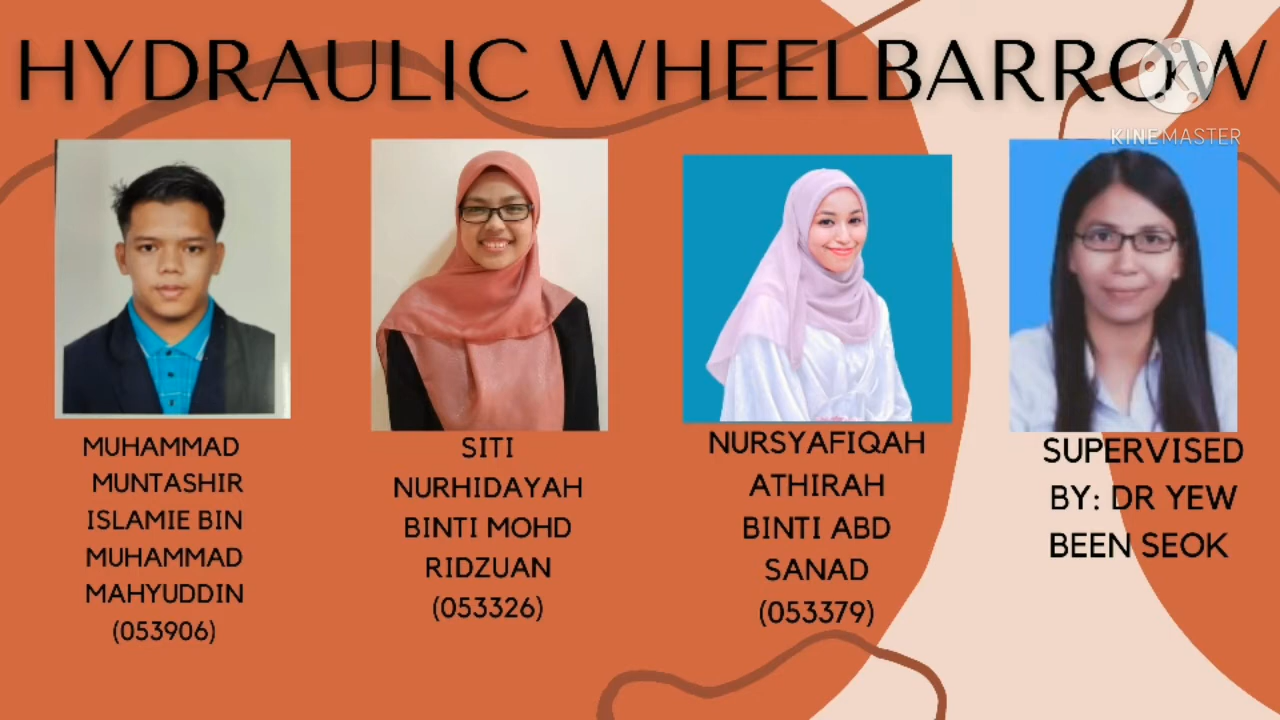 HYDRAULIC WHEELBARROW
K
KINEMASTER
MUHAMMAD
MUNTASHIR
ISLAMIE BIN
MUHAMMAD
MAHYUDDIN
(053906)
SITI
NURHIDAYAH
BINTI MOHD
RIDZUAN
(053326)
NURSYAFIQAH
ATHIRAH
BINTI ABD
SANAD
(053379)
SUPERVISED
BY: DR YEW
BEEN SEOK